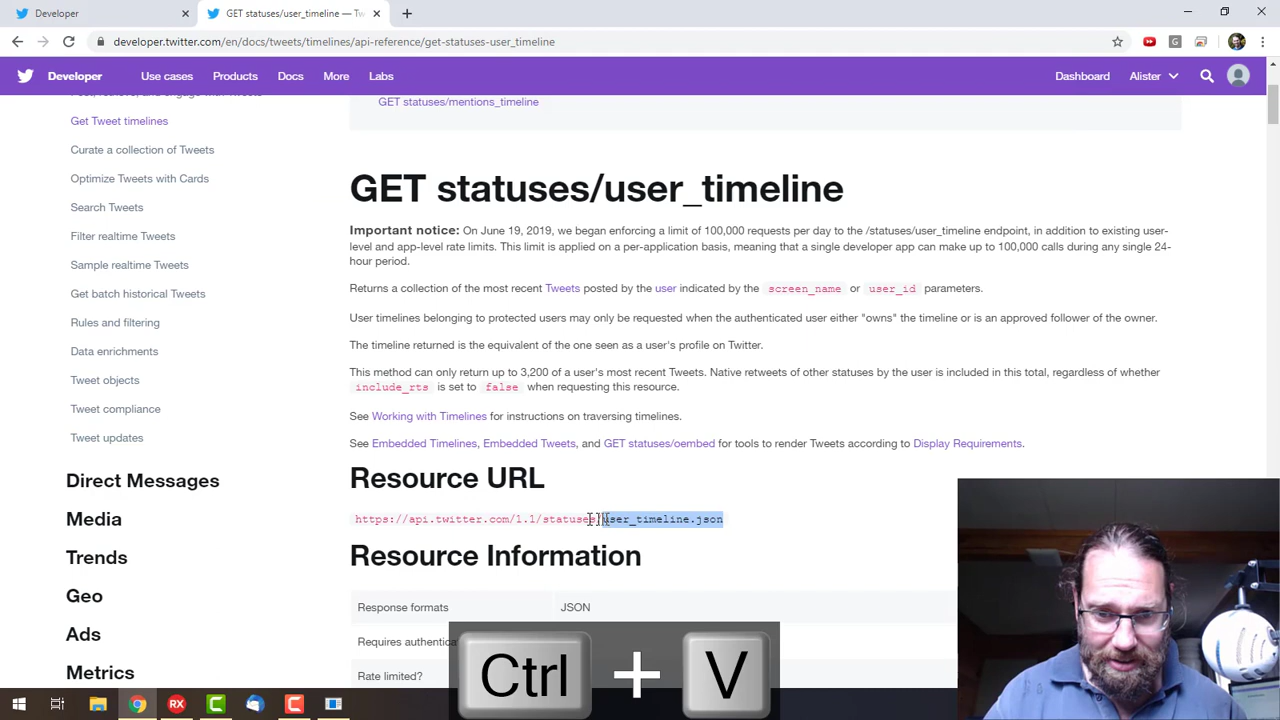 Developer
GET statuses/user_timeline — Tw
developer.twitter.com/en/docs/tweets/timelines/api-reference/get-statuses-user_timeline
Developer Use cases Products Docs More Labs Dashboard Alister
GET statuses/mentions_timeline
Get Tweet timelines
Curate a collection of Tweets
Optimize Tweets with Cards
Search Tweets
Filter realtime Tweets
Sample realtime Tweets
Get batch historical Tweets
Rules and filtering
Data enrichments
Tweet objects
Tweet compliance
Tweet updates
Direct Messages
Media
Trends
Geo
Ads
Metrics
GET statuses/user_timeline
Important notice: On June 19, 2019, we began enforcing a limit of 100,000 requests per day to the /statuses/user_timeline endpoint, in addition to existing user-
level and app-level rate limits. This limit is applied on a per-application basis, meaning that a single developer app can make up to 100,000 calls during any single 24-
hour period.
Returns a collection of the most recent Tweets posted by the user indicated by the screen_name or user_id parameters.
User timelines belonging to protected users may only be requested when the authenticated user either "owns" the timeline or is an approved follower of the owner.
The timeline returned is the equivalent of the one seen as a user's profile on Twitter.
This method can only return up to 3,200 of a user's most recent Tweets. Native retweets of other statuses by the user is included in this total, regardless of whether
include_rts is set to false when requesting this resource.
See Working with Timelines for instructions on traversing timelines.
See Embedded Timelines, Embedded Tweets, and GET statuses/oembed for tools to render Tweets according to Display Requirements.
Resource URL
https://api.twitter.com/1.1/statuses/user_timeline.json
Resource Information
Response formats JSON
Requires authentica
Rate limited?
Ctrl + V